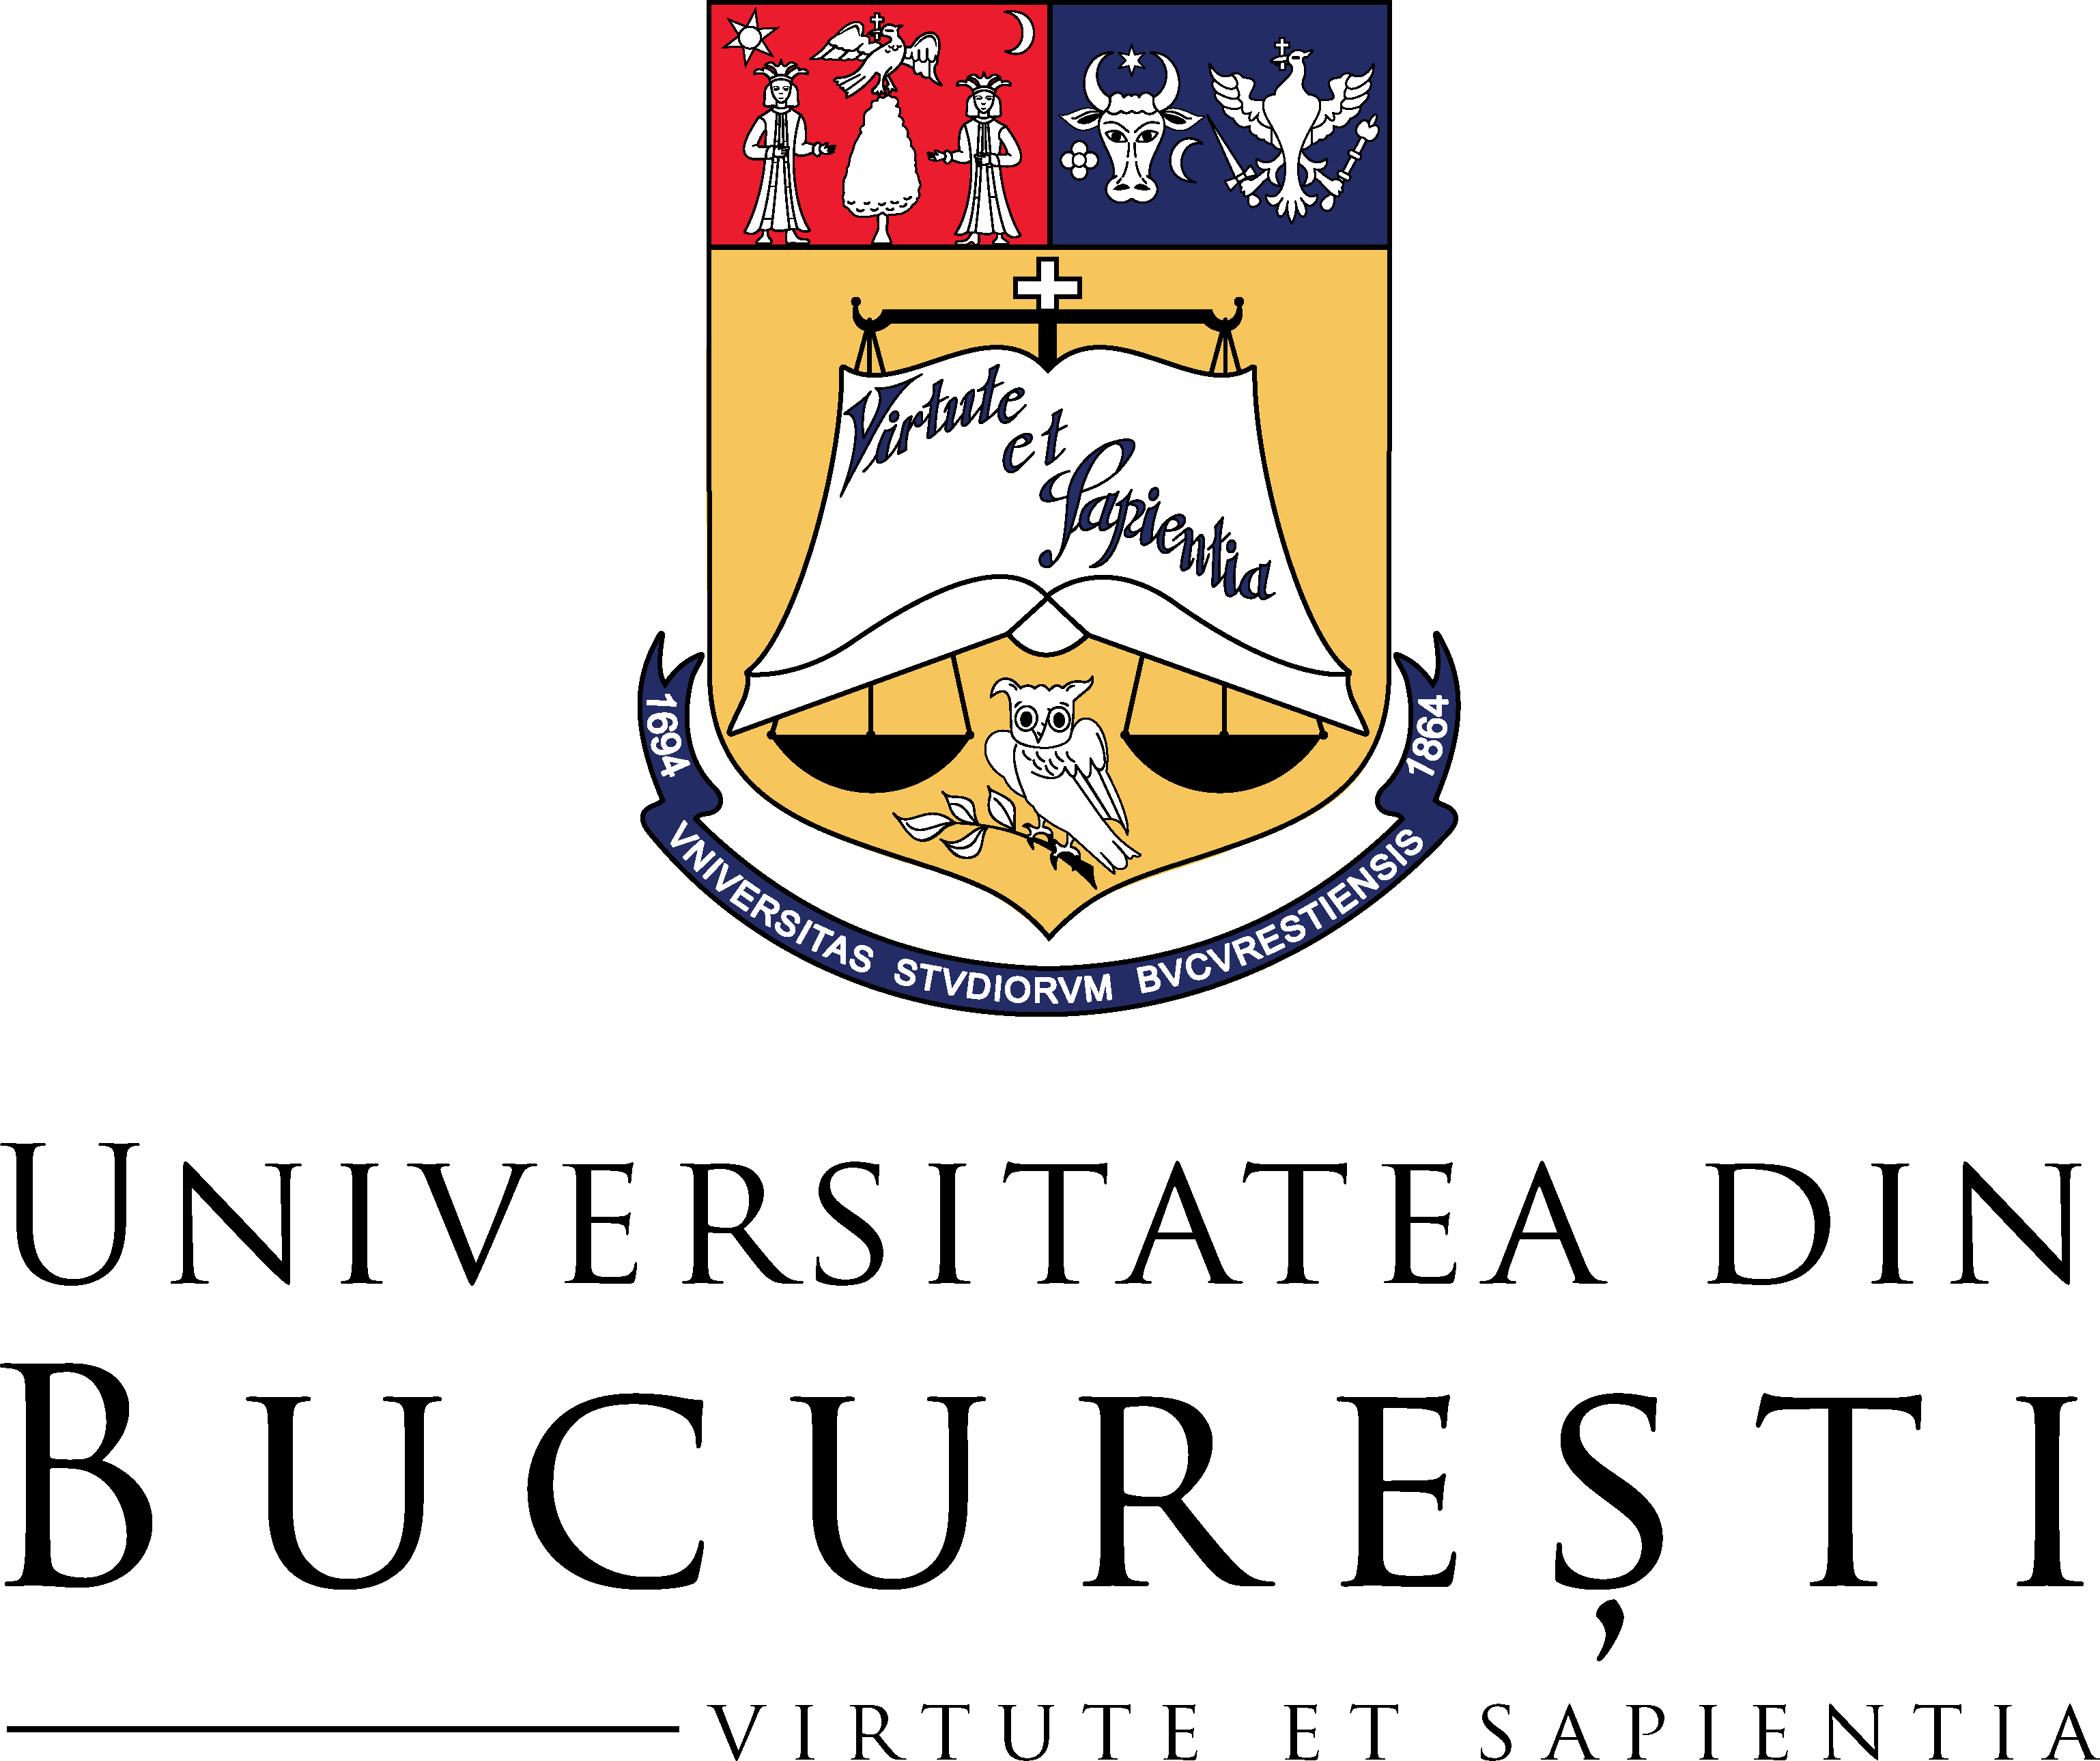 Virtute
et
Sapientia
1694
VNIVERSITAS STVDIORVM BVCVRESTIENSIS
1864
UNIVERSITATEA DIN
BUCUREȘTI
VIRTUTE ET SAPIENTIA